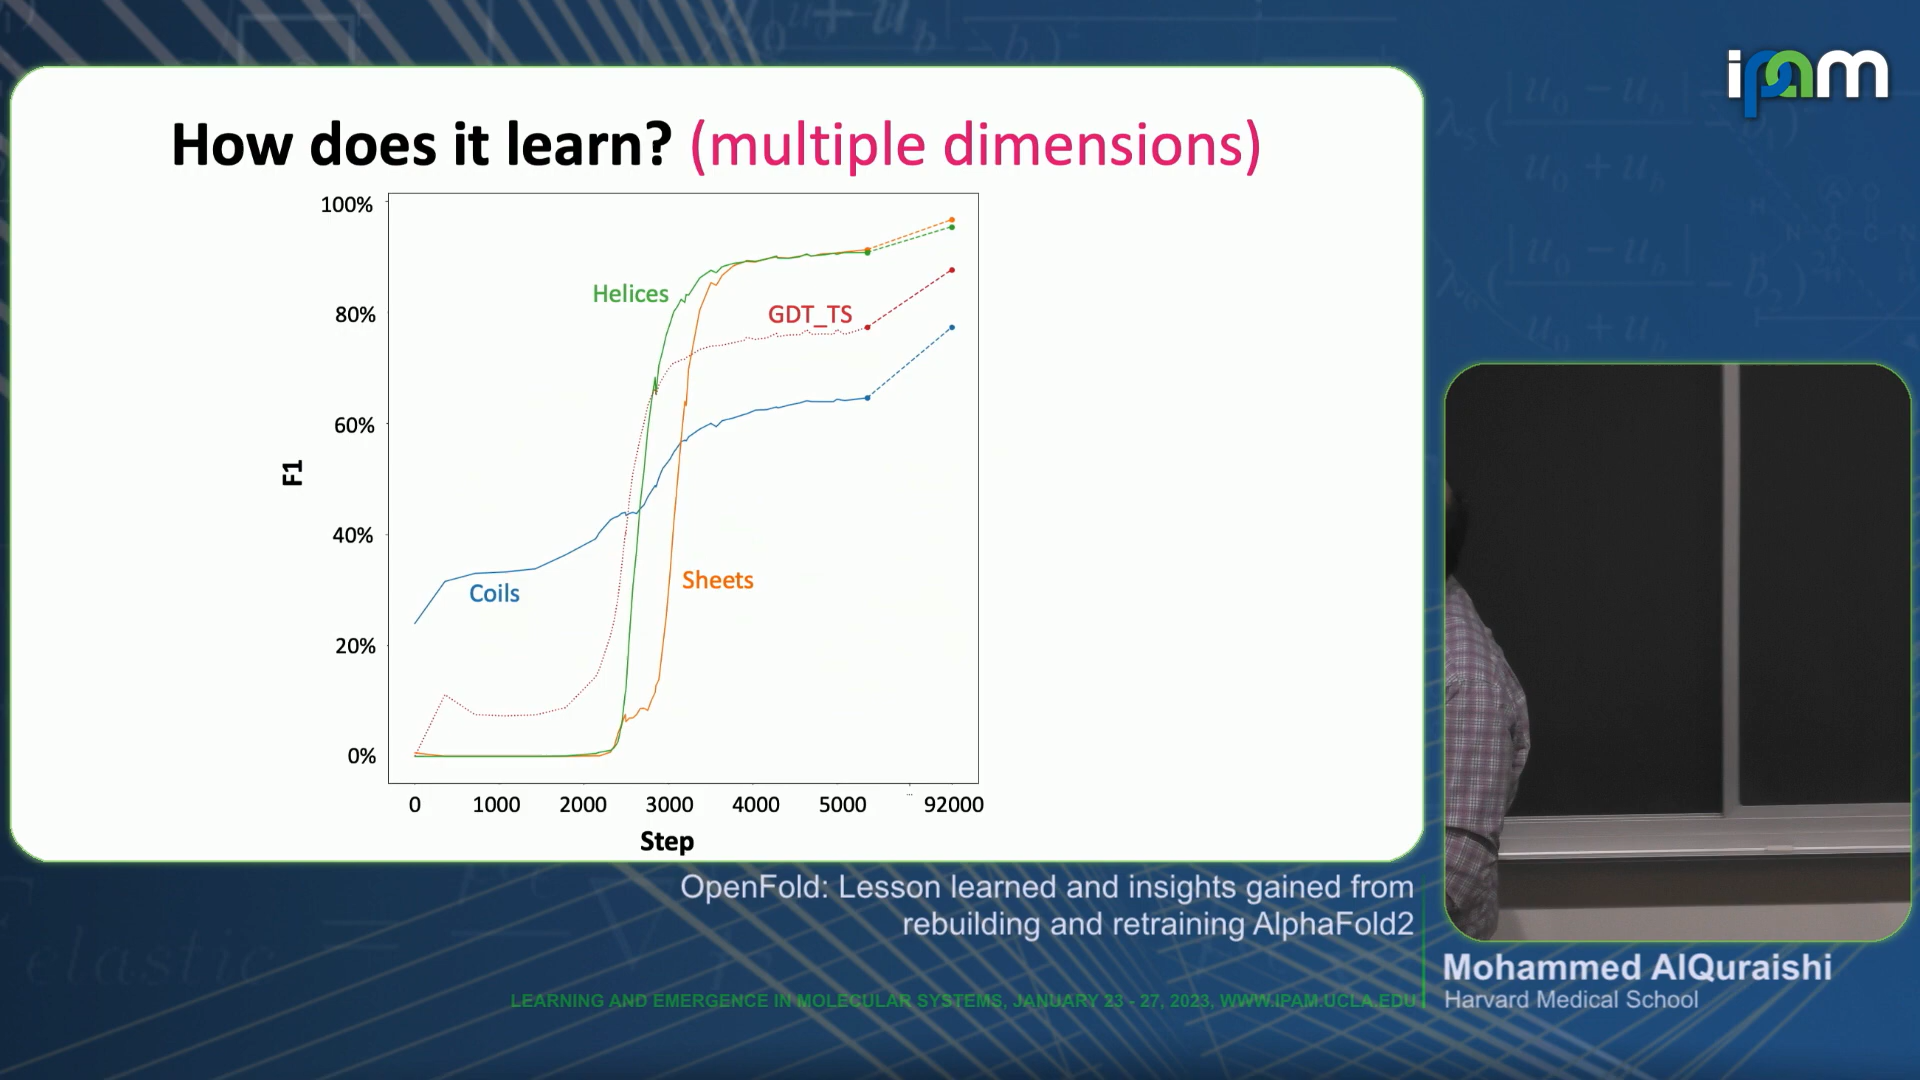 ipam
How does it learn? (multiple dimensions)
100%
80%
60%
40%
20%
0%
F1
Helices
GDT_TS
Coils
Sheets
0 1000 2000 3000 4000 5000 ... 92000
Step
OpenFold: Lesson learned and insights gained from
rebuilding and retraining AlphaFold2
Mohammed AlQuraishi
Harvard Medical School
LEARNING AND EMERGENCE IN MOLECULAR SYSTEMS, JANUARY 23 - 27, 2023, WWW.IPAM.UCLA.EDU
elastic